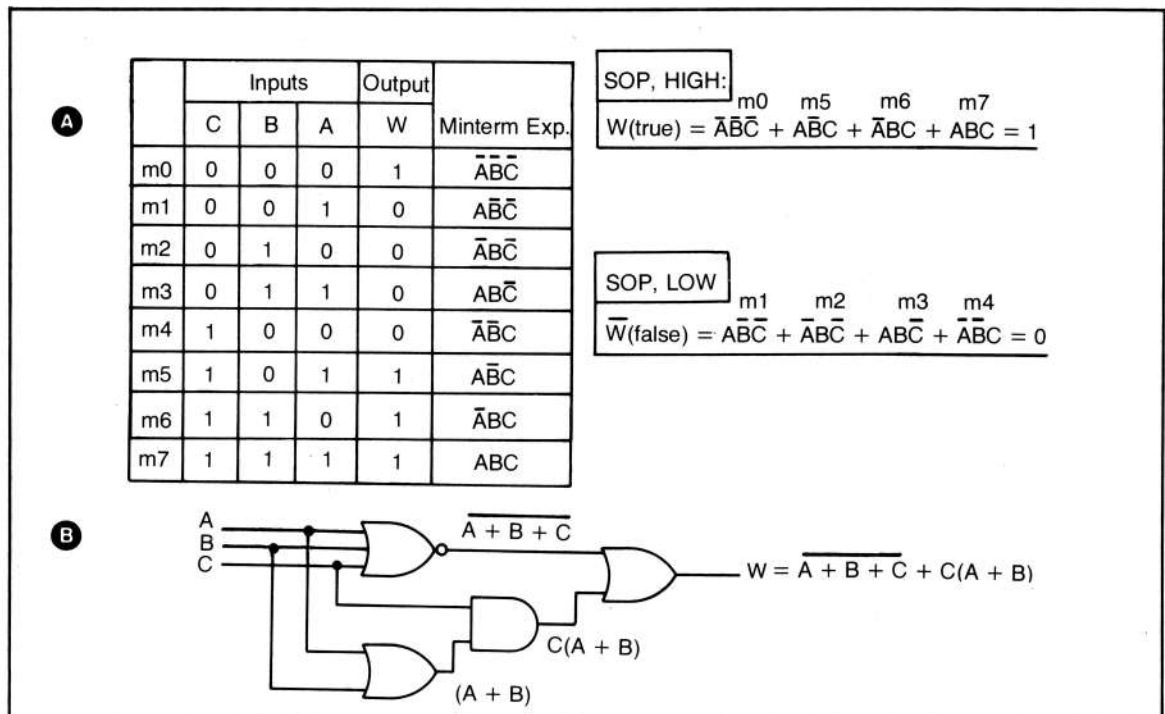 A
Inputs Output
C B A W Minterm Exp.
m0 0 0 0 1 A̅B̅C̅
m1 0 0 1 0 AB̅C̅
m2 0 1 0 0 A̅BC̅
m3 0 1 1 0 ABC̅
m4 1 0 0 0 A̅B̅C
m5 1 0 1 1 AB̅C
m6 1 1 0 1 A̅BC
m7 1 1 1 1 ABC
SOP, HIGH:
m0 m5 m6 m7
W(true) = A̅B̅C̅ + AB̅C + A̅BC + ABC = 1
SOP, LOW
m1 m2 m3 m4
W̅(false) = AB̅C̅ + A̅BC̅ + ABC̅ + A̅B̅C = 0
B
A
B
C
A̅ ̅+̅ ̅B̅ ̅+̅ ̅C̅
W = A̅ ̅+̅ ̅B̅ ̅+̅ ̅C̅ + C(A + B)
C(A + B)
(A + B)